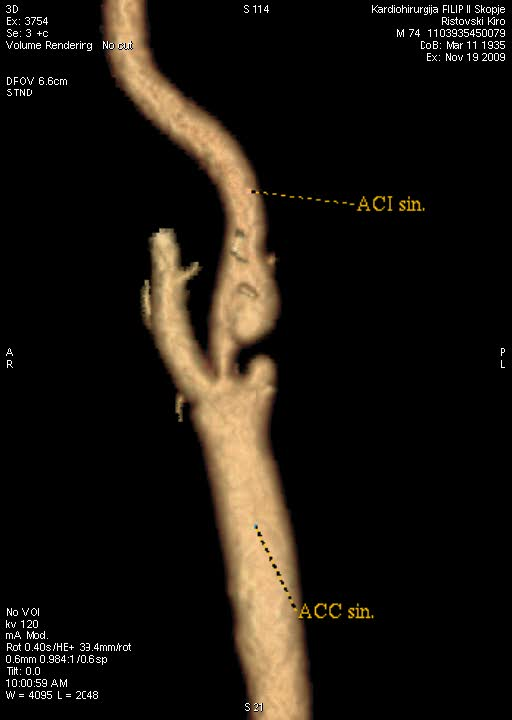 3D
Ex: 3754
Se: 3 +c
Volume Rendering No cut
DFOV 6.6cm
STND
S 114
Kardiohirurgija FILIP II Skopje
Ristovski Kiro
M 74 1103935450079
DoB: Mar 11 1935
Ex: Nov 19 2009
ACI sin.
A
R
P
L
ACC sin.
No VOI
kv 120
mA Mod.
Rot 0.40s/HE+ 39.4mm/rot
0.6mm 0.984:1/0.6sp
Tilt: 0.0
10:00:59 AM
W = 4095 L = 2048
S 21